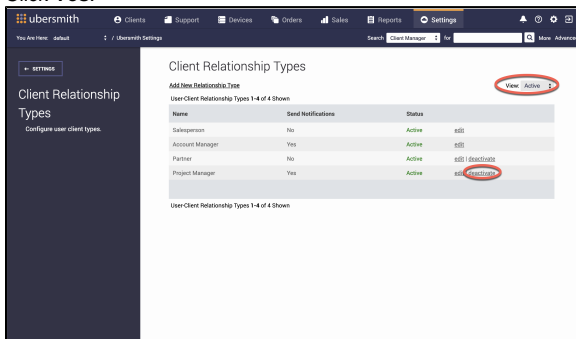 Click Yes.
ubersmith Clients Support Devices Orders Sales Reports Settings
You Are Here: default / Ubersmith Settings Search Client Manager for More Advanced
← SETTINGS
Client Relationship Types
Configure user client types.
Client Relationship Types
Add New Relationship Type View: Active
User-Client Relationship Types 1-4 of 4 Shown
Name Send Notifications Status
Salesperson No Active edit
Account Manager Yes Active edit
Partner No Active edit | deactivate
Project Manager Yes Active edit | deactivate
User-Client Relationship Types 1-4 of 4 Shown